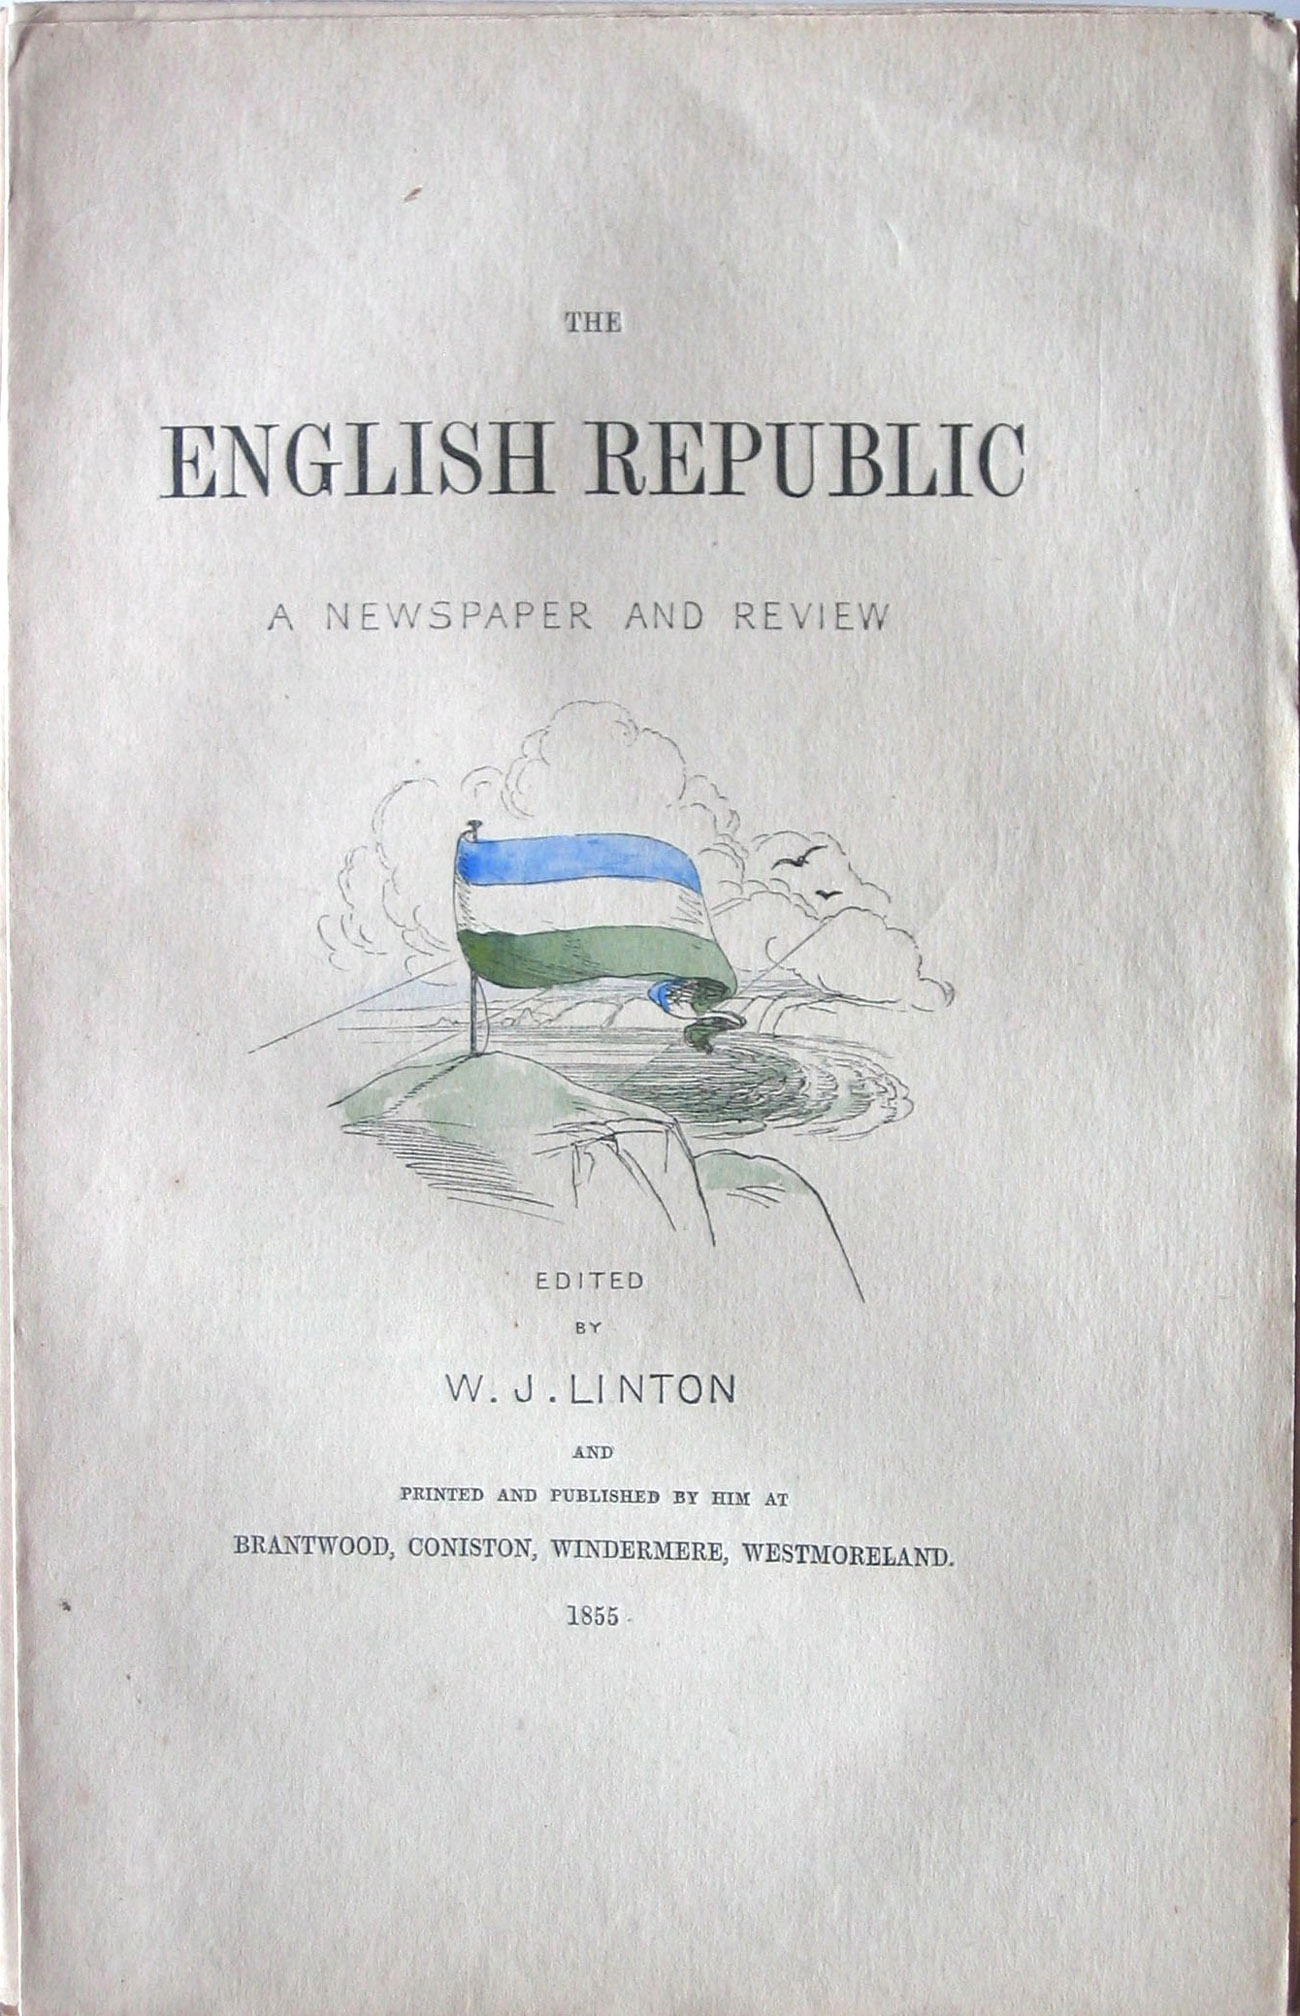 THE
ENGLISH REPUBLIC
A NEWSPAPER AND REVIEW
EDITED
BY
W. J. LINTON
AND
PRINTED AND PUBLISHED BY HIM AT
BRANTWOOD, CONISTON, WINDERMERE, WESTMORELAND.
1855